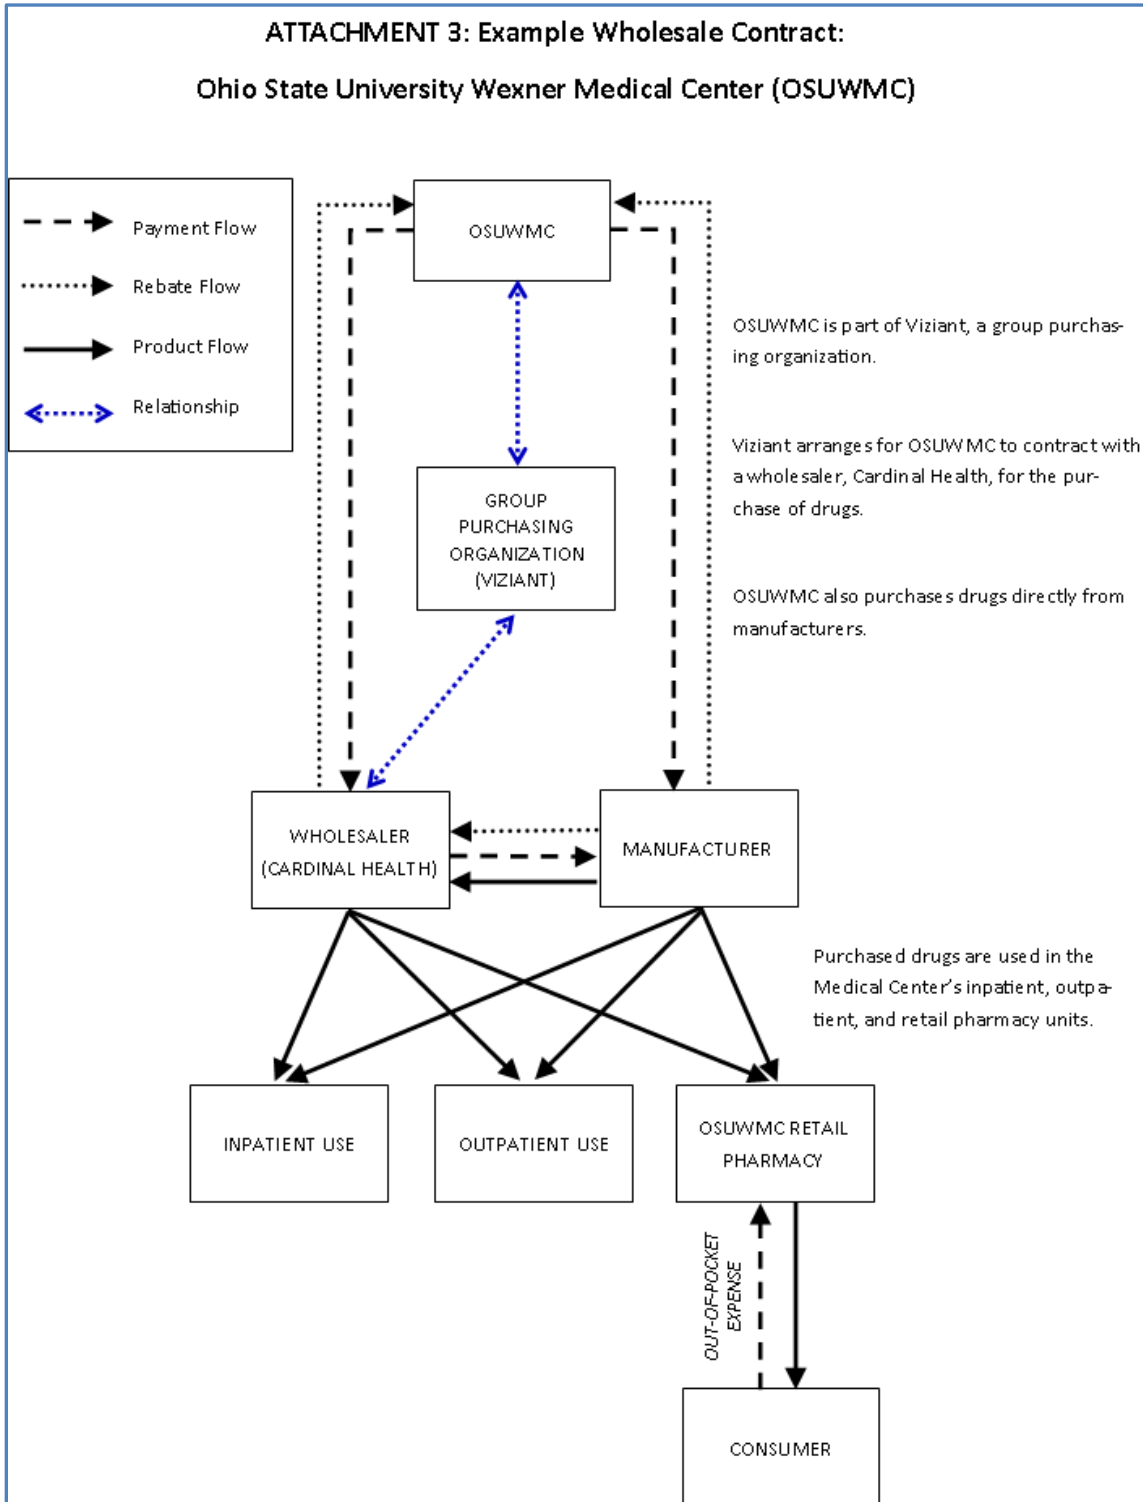 ATTACHMENT 3: Example Wholesale Contract:
Ohio State University Wexner Medical Center (OSUWMC)
Payment Flow
Rebate Flow
Product Flow
Relationship
OSUWMC
OSUWMC is part of Viziant, a group purchas-
ing organization.
Viziant arranges for OSUWMC to contract with
a wholesaler, Cardinal Health, for the pur-
chase of drugs.
GROUP
PURCHASING
ORGANIZATION
(VIZIANT)
OSUWMC also purchases drugs directly from
manufacturers.
WHOLESALER
(CARDINAL HEALTH)
MANUFACTURER
Purchased drugs are used in the
Medical Center's inpatient, outpa-
tient, and retail pharmacy units.
INPATIENT USE
OUTPATIENT USE
OSUWMC RETAIL
PHARMACY
OUT-OF-POCKET
EXPENSE
CONSUMER